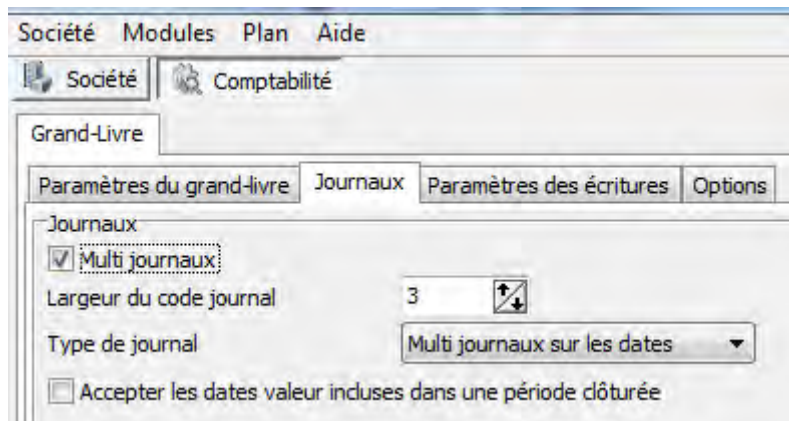 Société Modules Plan Aide
Société Comptabilité
Grand-Livre
Paramètres du grand-livre Journaux Paramètres des écritures Options
Journaux
Multi journaux
Largeur du code journal 3
Type de journal Multi journaux sur les dates
Accepter les dates valeur incluses dans une période clôturée